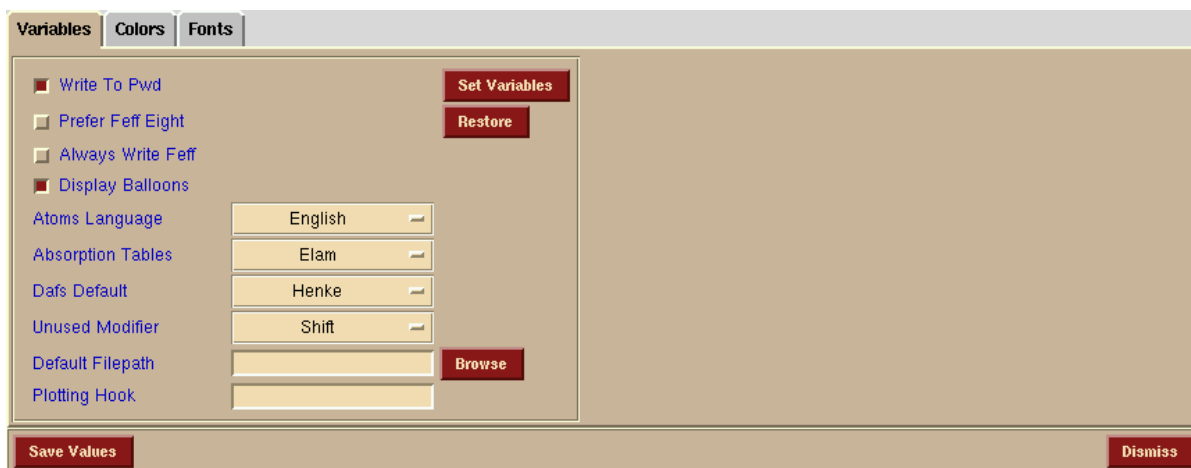 Variables Colors Fonts
Write To Pwd Set Variables
Prefer Feff Eight Restore
Always Write Feff
Display Balloons
Atoms Language English
Absorption Tables Elam
Dafs Default Henke
Unused Modifier Shift
Default Filepath Browse
Plotting Hook
Save Values Dismiss